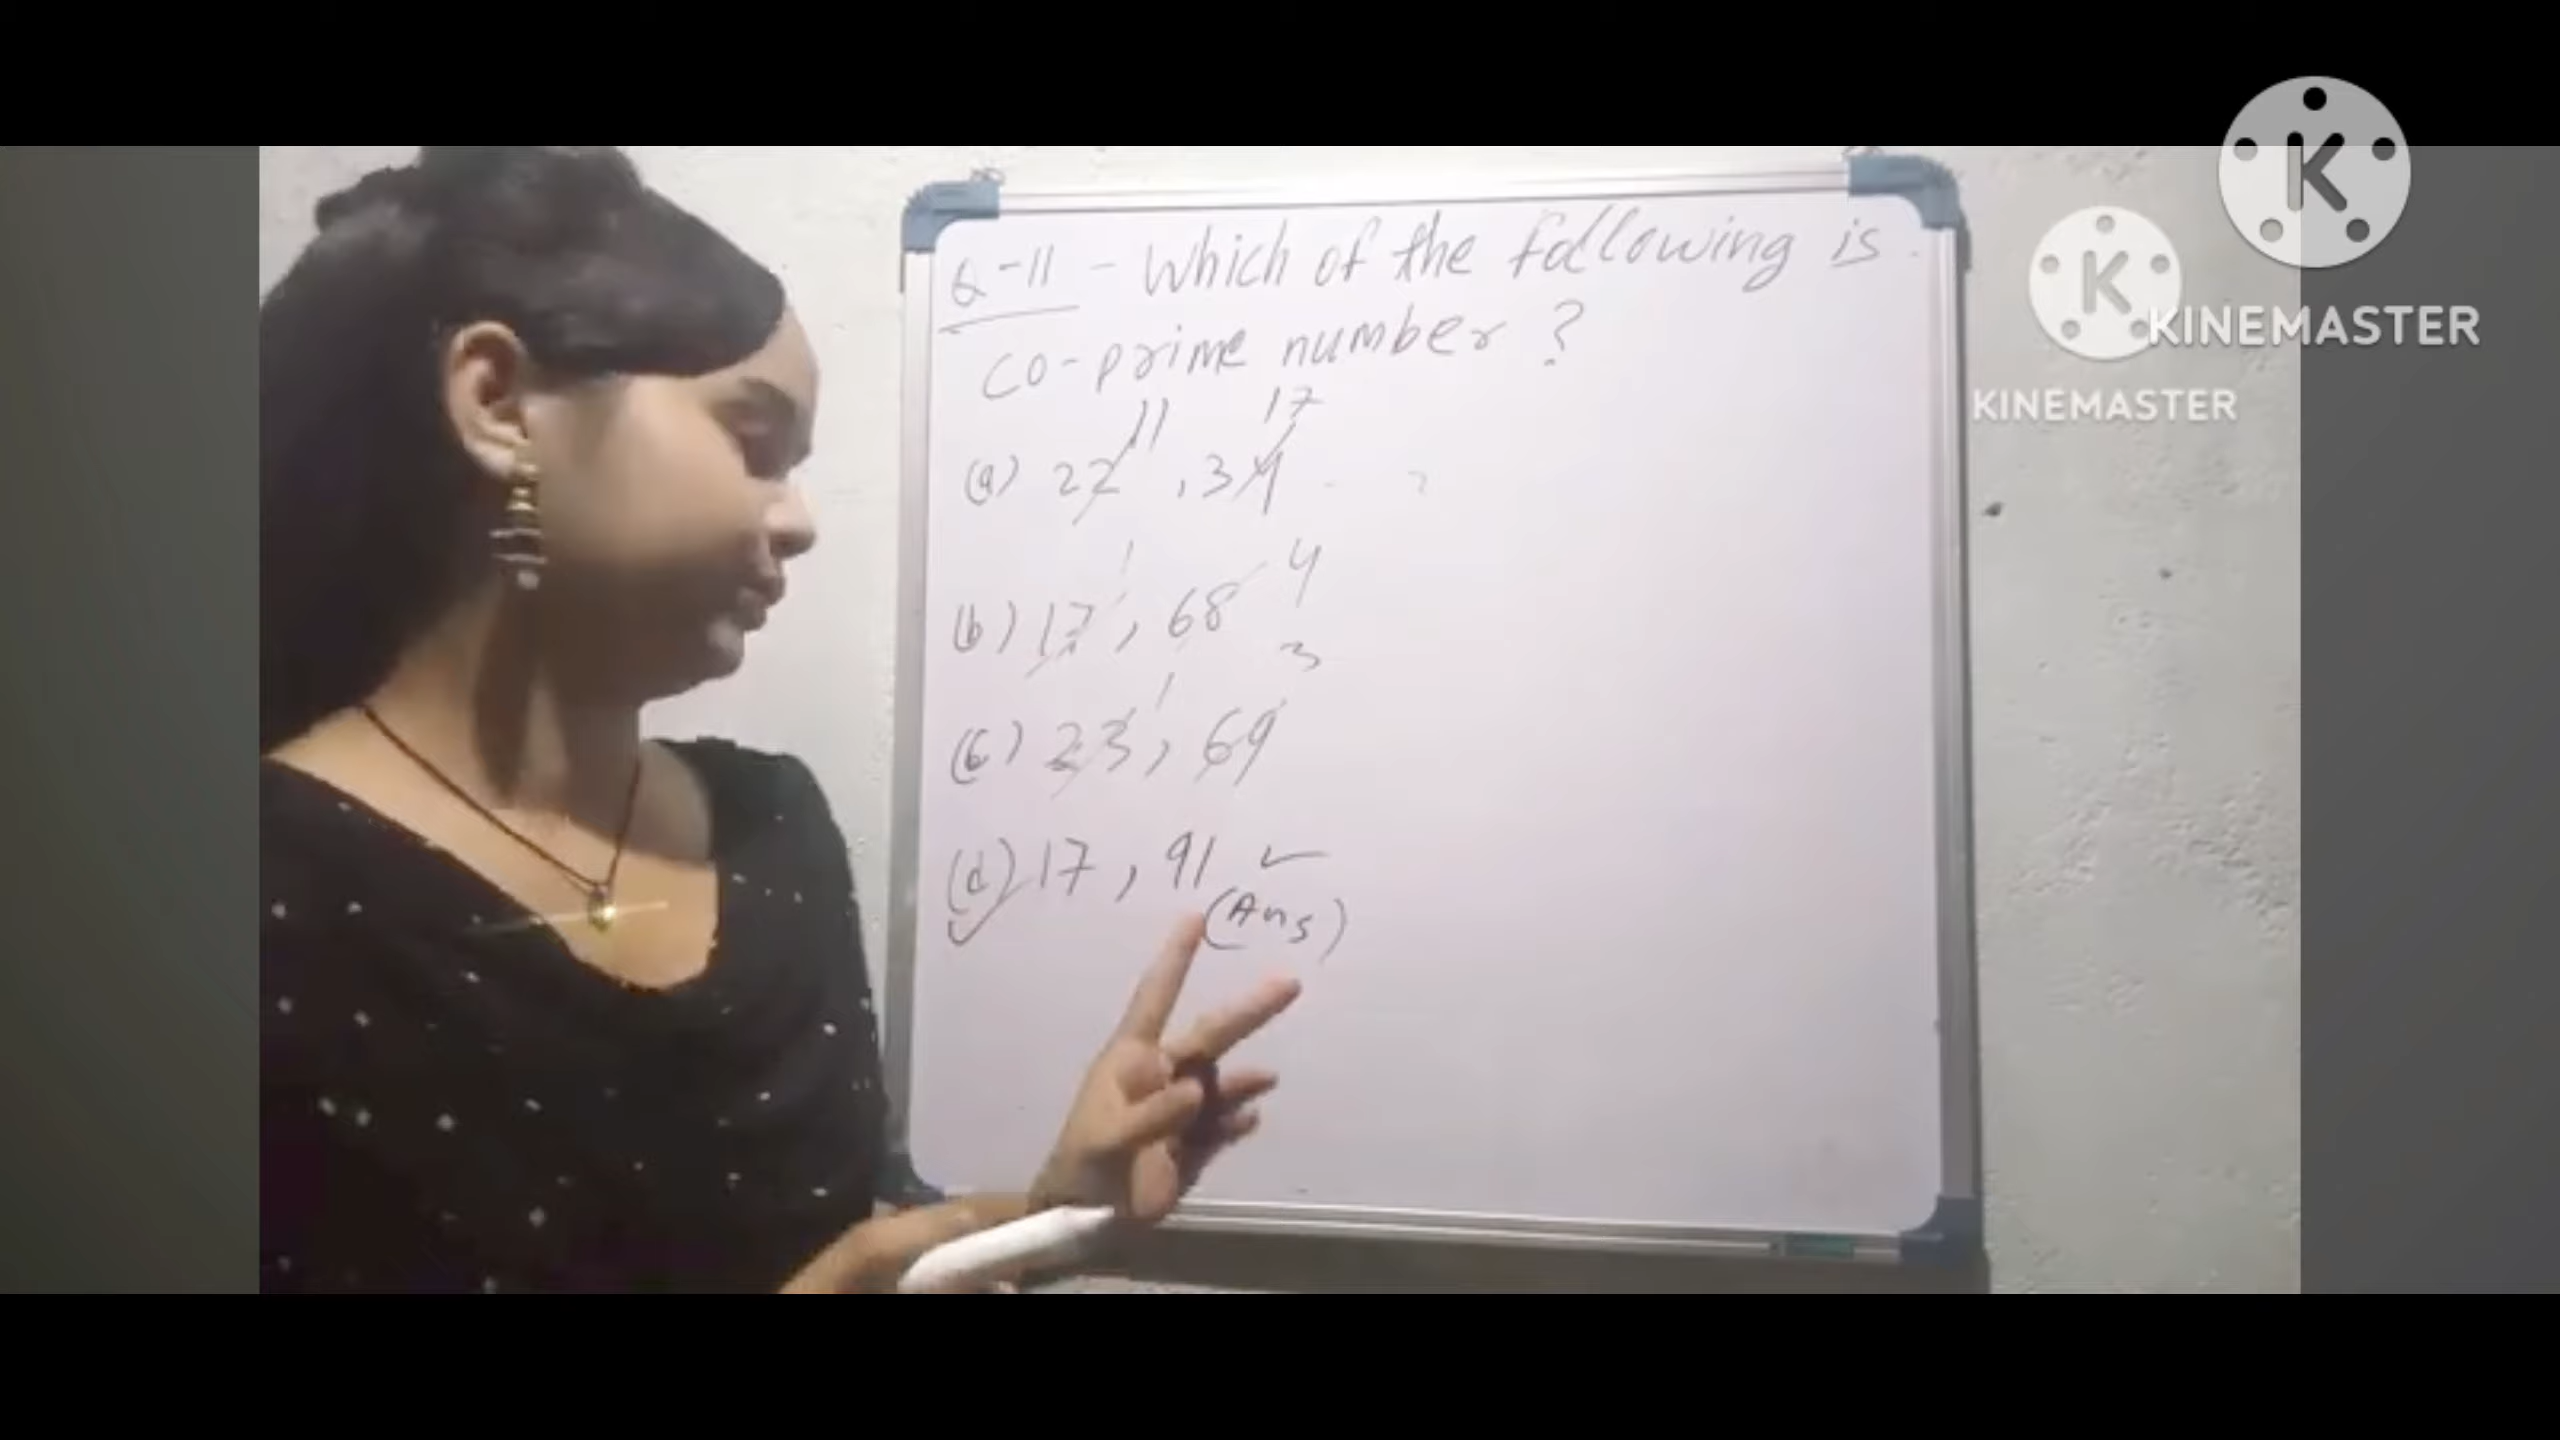 Q-11 - Which of the following is
co-prime number ?
11 17
(a) 22 , 34
1 4
(b) 17 , 68
1 3
(c) 23 , 69
(d) 17 , 91 ✓
(Ans)
K
KINEMASTER
K
KINEMASTER